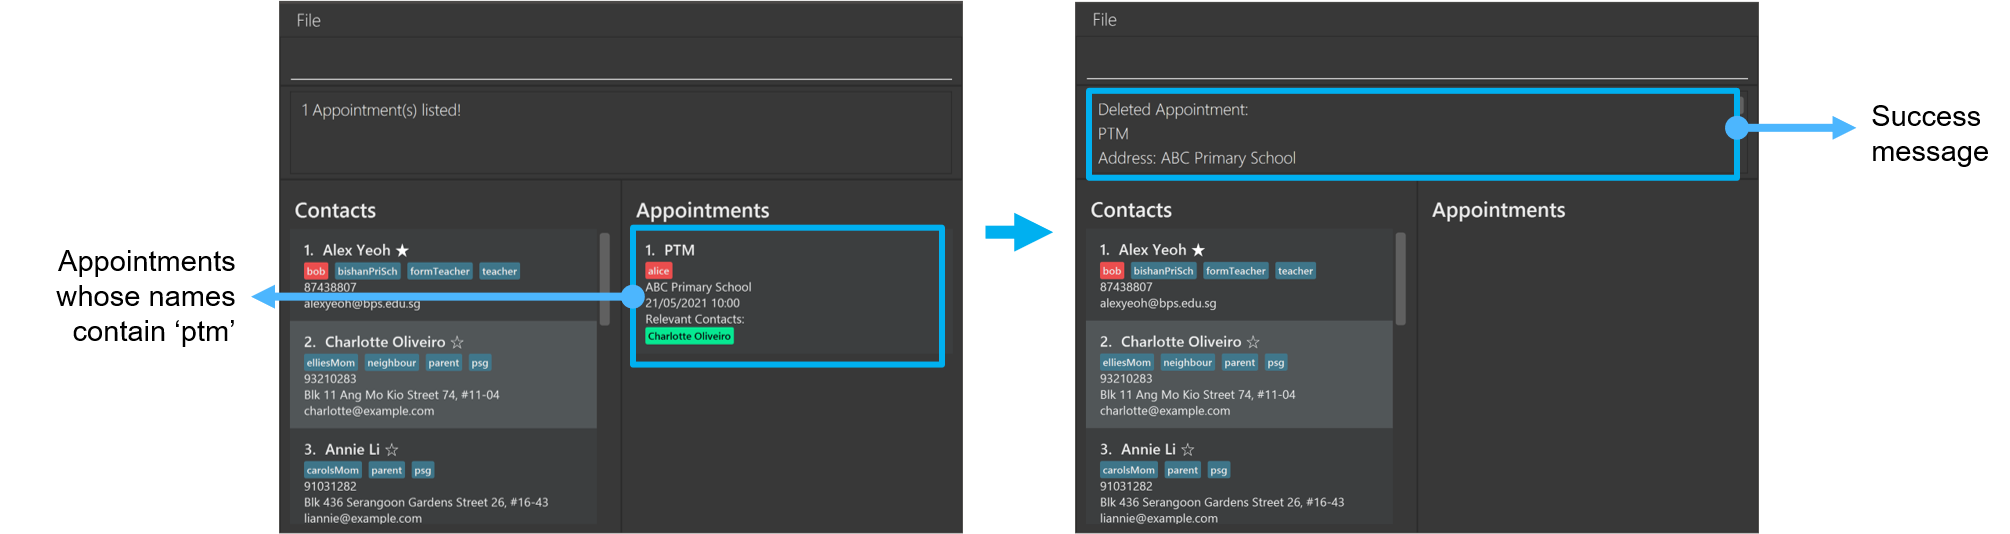 File
1 Appointment(s) listed!
Contacts
1. Alex Yeoh ★
bob bishanPriSch formTeacher teacher
87438807
alexyeoh@bps.edu.sg
2. Charlotte Oliveiro ☆
elliesMom neighbour parent psg
93210283
Blk 11 Ang Mo Kio Street 74, #11-04
charlotte@example.com
3. Annie Li ☆
carolsMom parent psg
91031282
Blk 436 Serangoon Gardens Street 26, #16-43
liannie@example.com
Appointments
1. PTM
alice
ABC Primary School
21/05/2021 10:00
Relevant Contacts:
Charlotte Oliveiro
Appointments
whose names
contain ‘ptm’
File
Deleted Appointment:
PTM
Address: ABC Primary School
Contacts
1. Alex Yeoh ★
bob bishanPriSch formTeacher teacher
87438807
alexyeoh@bps.edu.sg
2. Charlotte Oliveiro ☆
elliesMom neighbour parent psg
93210283
Blk 11 Ang Mo Kio Street 74, #11-04
charlotte@example.com
3. Annie Li ☆
carolsMom parent psg
91031282
Blk 436 Serangoon Gardens Street 26, #16-43
liannie@example.com
Appointments
Success
message